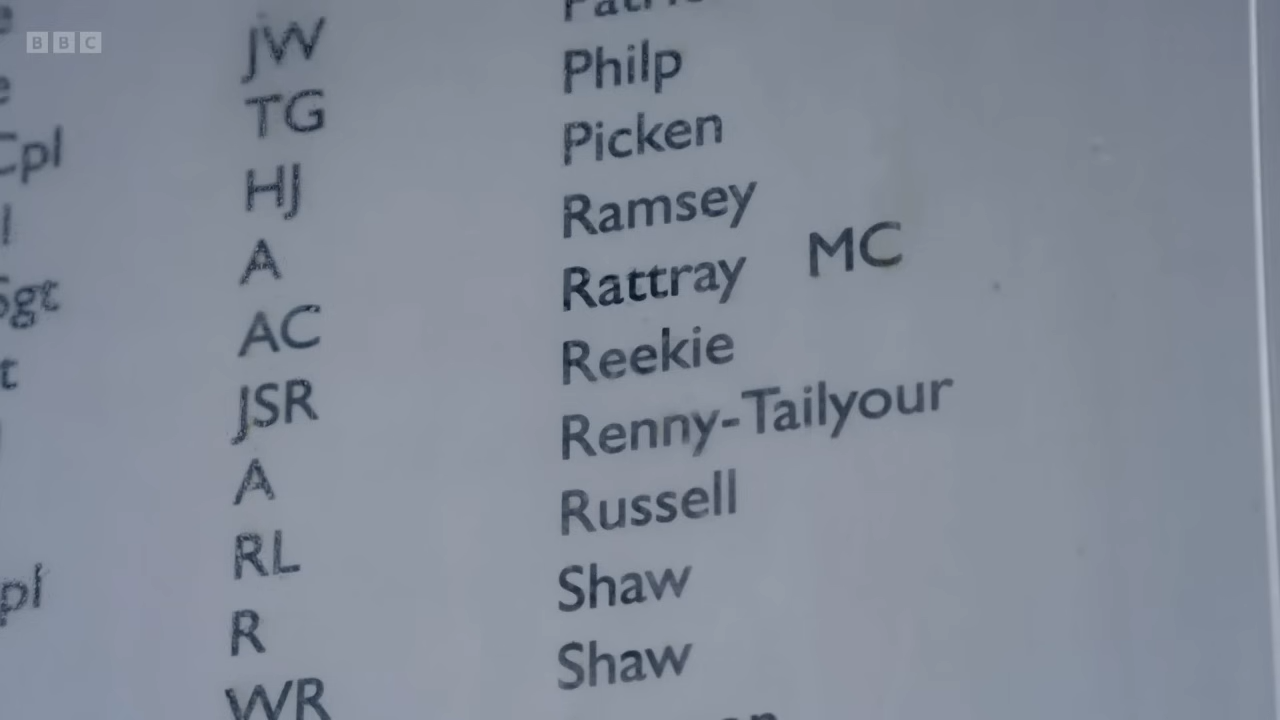 JW
Cpl TG Philp
HJ Picken
Sgt A Ramsey
AC Rattray MC
JSR Reekie
A Renny-Tailyour
RL Russell
R Shaw
WR Shaw
BBC